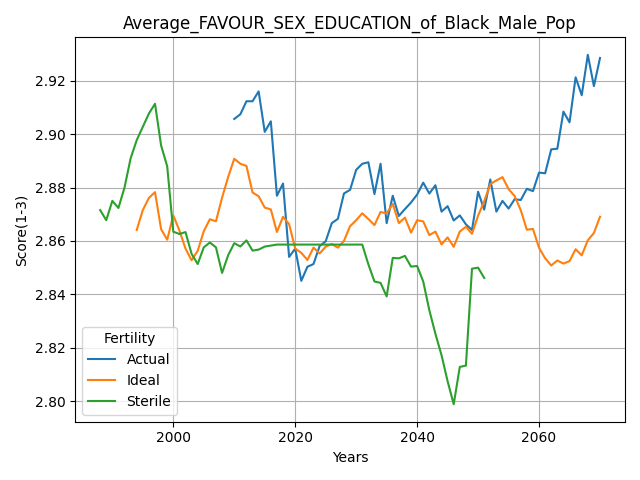 Average_FAVOUR_SEX_EDUCATION_of_Black_Male_Pop
Score(1-3)
2.92
2.90
2.88
2.86
2.84
2.82
2.80
Fertility
Actual
Ideal
Sterile
2000 2020 2040 2060
Years